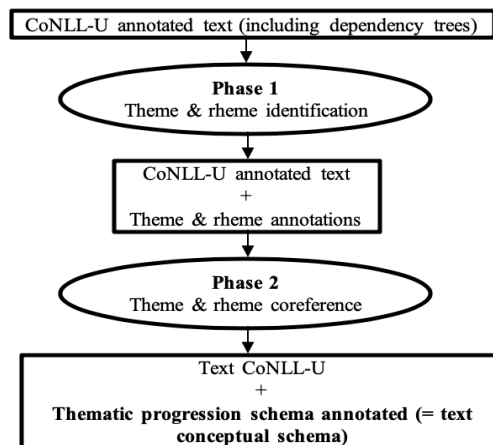 CoNLL-U annotated text (including dependency trees)
Phase 1
Theme & rheme identification
CoNLL-U annotated text
+
Theme & rheme annotations
Phase 2
Theme & rheme coreference
Text CoNLL-U
+
Thematic progression schema annotated (= text
conceptual schema)